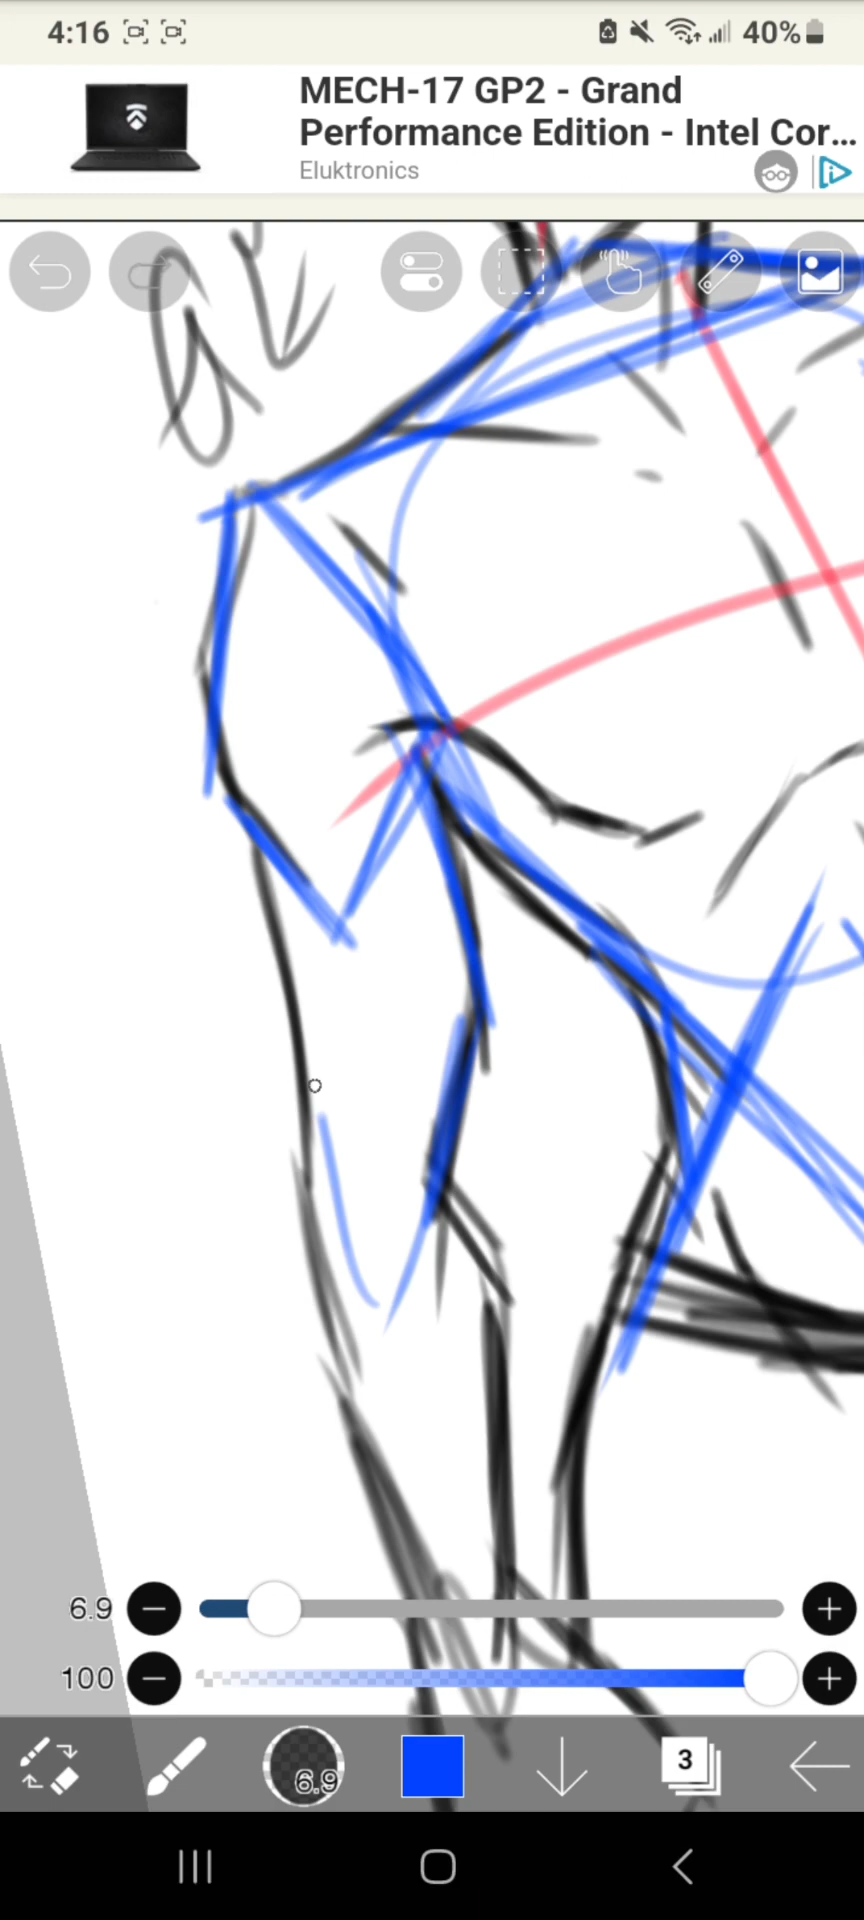 4:16
40%
MECH-17 GP2 - Grand
Performance Edition - Intel Cor...
Eluktronics
6.9
100
6.9
3